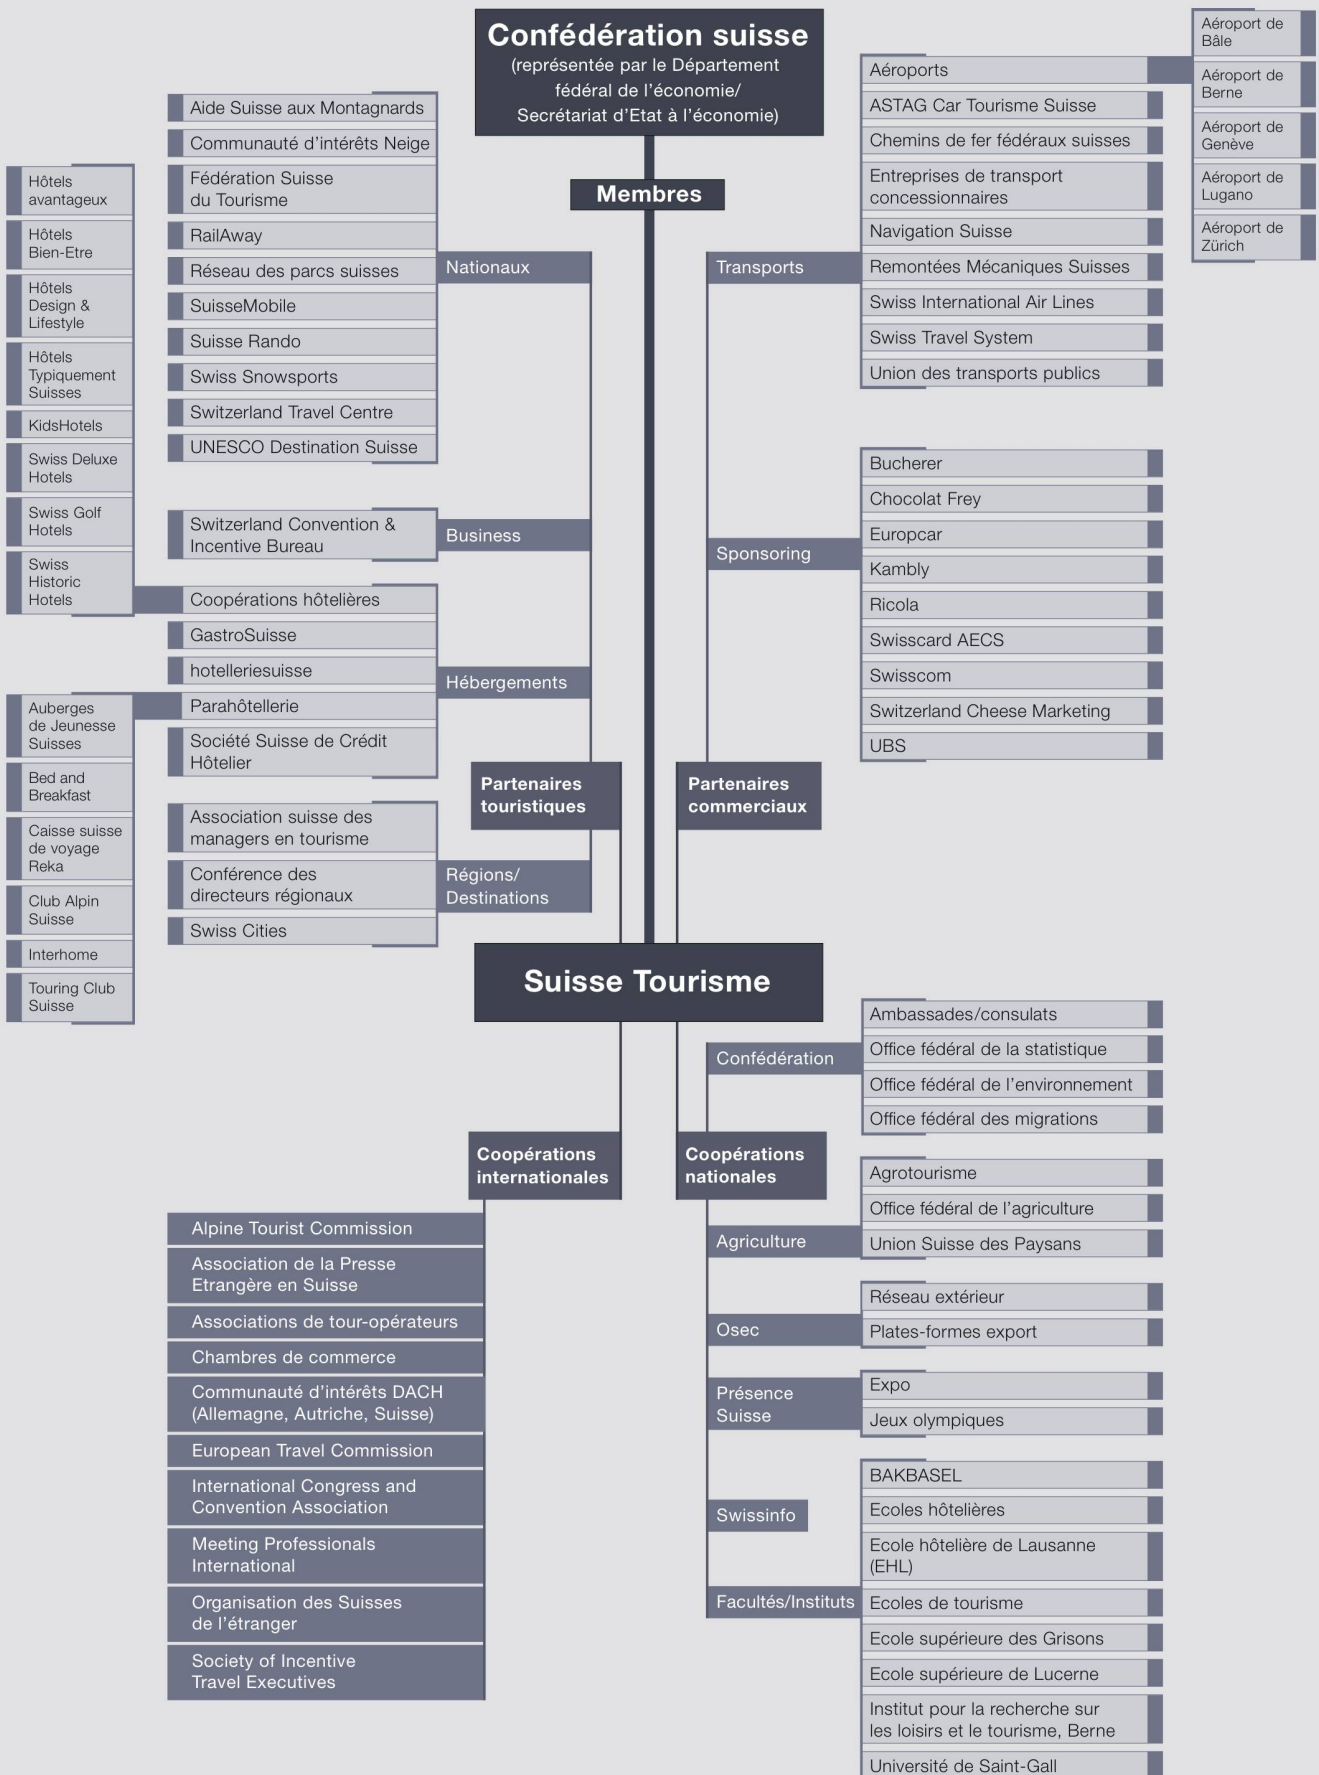 Confédération suisse
(représentée par le Département
fédéral de l'économie/
Secrétariat d'Etat à l'économie)
Membres
Aide Suisse aux Montagnards
Communauté d'intérêts Neige
Fédération Suisse
du Tourisme
RailAway
Réseau des parcs suisses
SuisseMobile
Suisse Rando
Swiss Snowsports
Switzerland Travel Centre
UNESCO Destination Suisse
Nationaux
Switzerland Convention &
Incentive Bureau
Business
Hôtels
avantageux
Hôtels
Bien-Etre
Hôtels
Design &
Lifestyle
Hôtels
Typiquement
Suisses
KidsHotels
Swiss Deluxe
Hotels
Swiss Golf
Hotels
Swiss
Historic
Hotels
Coopérations hôtelières
GastroSuisse
hotelleriesuisse
Parahôtellerie
Société Suisse de Crédit
Hôtelier
Hébergements
Auberges
de Jeunesse
Suisses
Bed and
Breakfast
Caisse suisse
de voyage
Reka
Club Alpin
Suisse
Interhome
Touring Club
Suisse
Association suisse des
managers en tourisme
Conférence des
directeurs régionaux
Swiss Cities
Régions/
Destinations
Partenaires
touristiques
Partenaires
commerciaux
Transports
Aéroports
ASTAG Car Tourisme Suisse
Chemins de fer fédéraux suisses
Entreprises de transport
concessionnaires
Navigation Suisse
Remontées Mécaniques Suisses
Swiss International Air Lines
Swiss Travel System
Union des transports publics
Aéroport de
Bâle
Aéroport de
Berne
Aéroport de
Genève
Aéroport de
Lugano
Aéroport de
Zürich
Sponsoring
Bucherer
Chocolat Frey
Europcar
Kambly
Ricola
Swisscard AECS
Swisscom
Switzerland Cheese Marketing
UBS
Suisse Tourisme
Coopérations
internationales
Alpine Tourist Commission
Association de la Presse
Etrangère en Suisse
Associations de tour-opérateurs
Chambres de commerce
Communauté d'intérêts DACH
(Allemagne, Autriche, Suisse)
European Travel Commission
International Congress and
Convention Association
Meeting Professionals
International
Organisation des Suisses
de l'étranger
Society of Incentive
Travel Executives
Coopérations
nationales
Confédération
Ambassades/consulats
Office fédéral de la statistique
Office fédéral de l'environnement
Office fédéral des migrations
Agriculture
Agrotourisme
Office fédéral de l'agriculture
Union Suisse des Paysans
Osec
Réseau extérieur
Plates-formes export
Présence
Suisse
Expo
Jeux olympiques
Swissinfo
Facultés/Instituts
BAKBASEL
Ecoles hôtelières
Ecole hôtelière de Lausanne
(EHL)
Ecoles de tourisme
Ecole supérieure des Grisons
Ecole supérieure de Lucerne
Institut pour la recherche sur
les loisirs et le tourisme, Berne
Université de Saint-Gall